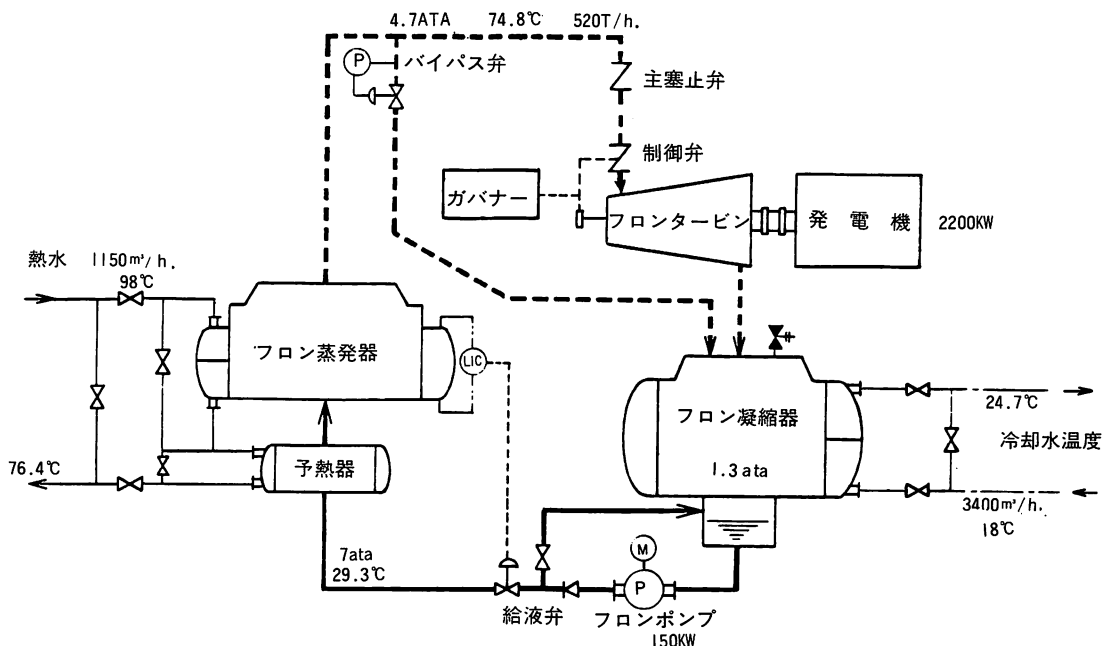 4.7ATA 74.8℃ 520T/h.
P
バイパス弁
主塞止弁
制御弁
ガバナー
フロンタービン
発電機
2200KW
熱水 1150m³/h.
98℃
フロン蒸発器
LIC
フロン凝縮器
1.3ata
24.7℃
冷却水温度
3400m³/h.
18℃
予熱器
76.4℃
7ata
29.3℃
給液弁
M
P
フロンポンプ
150KW